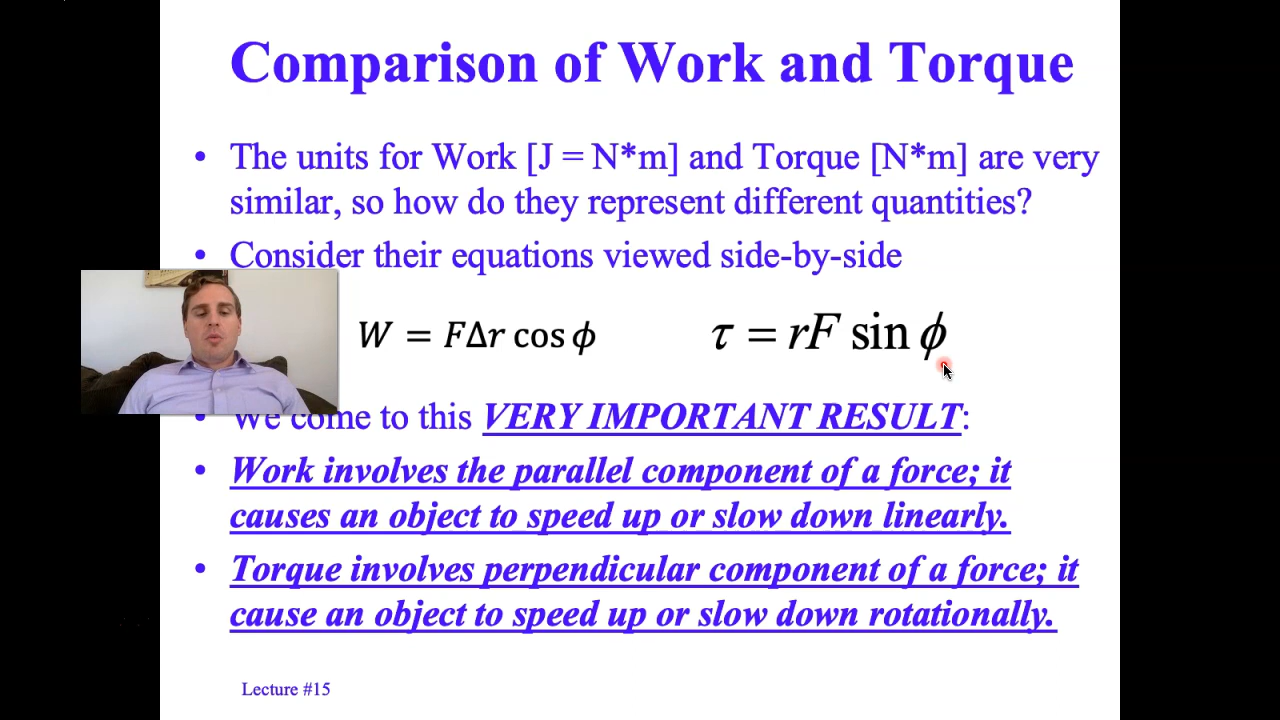 Comparison of Work and Torque
• The units for Work [J = N*m] and Torque [N*m] are very
similar, so how do they represent different quantities?
• Consider their equations viewed side-by-side
W = FΔr cos ϕ
τ = rF sin ϕ
• We come to this VERY IMPORTANT RESULT:
• Work involves the parallel component of a force; it
causes an object to speed up or slow down linearly.
• Torque involves perpendicular component of a force; it
cause an object to speed up or slow down rotationally.
Lecture #15